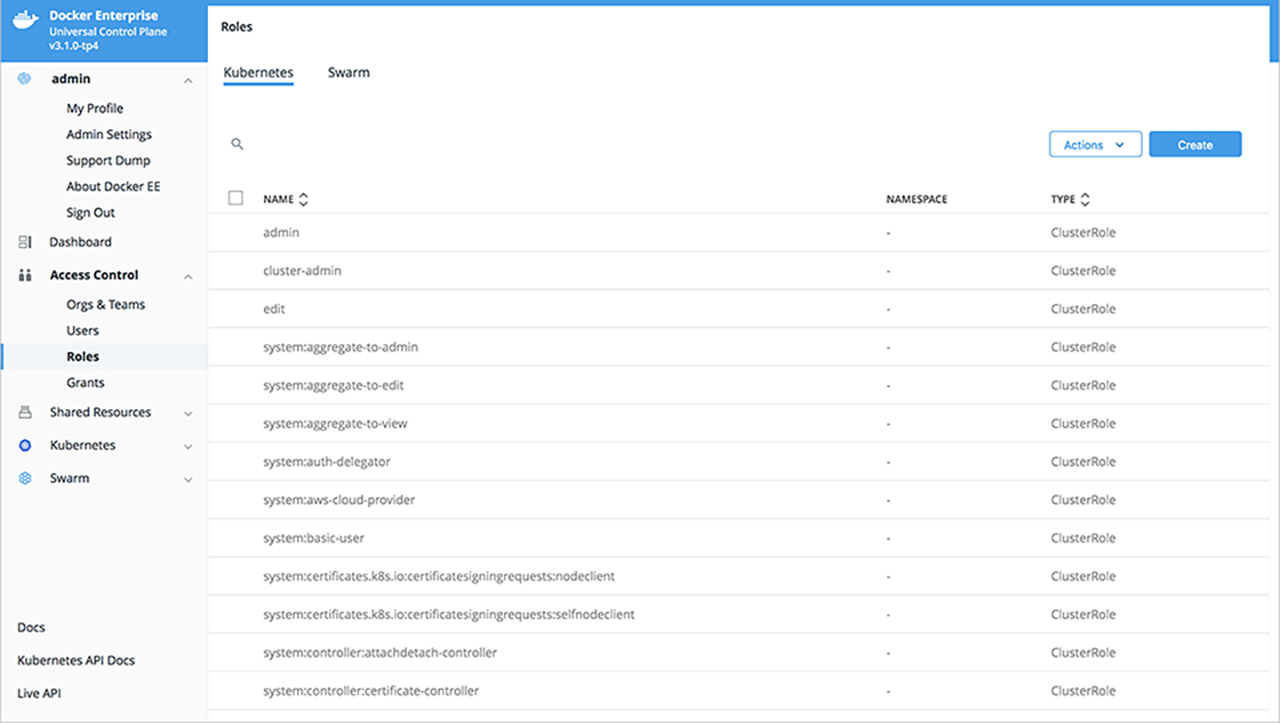 Docker Enterprise
Universal Control Plane
v3.1.0-tp4
admin
My Profile
Admin Settings
Support Dump
About Docker EE
Sign Out
Dashboard
Access Control
Orgs & Teams
Users
Roles
Grants
Shared Resources
Kubernetes
Swarm
Docs
Kubernetes API Docs
Live API
Roles
Kubernetes Swarm
Actions Create
NAME NAMESPACE TYPE
admin - ClusterRole
cluster-admin - ClusterRole
edit - ClusterRole
system:aggregate-to-admin - ClusterRole
system:aggregate-to-edit - ClusterRole
system:aggregate-to-view - ClusterRole
system:auth-delegator - ClusterRole
system:aws-cloud-provider - ClusterRole
system:basic-user - ClusterRole
system:certificates.k8s.io:certificatesigningrequests:nodeclient - ClusterRole
system:certificates.k8s.io:certificatesigningrequests:selfnodeclient - ClusterRole
system:controller:attachdetach-controller - ClusterRole
system:controller:certificate-controller - ClusterRole